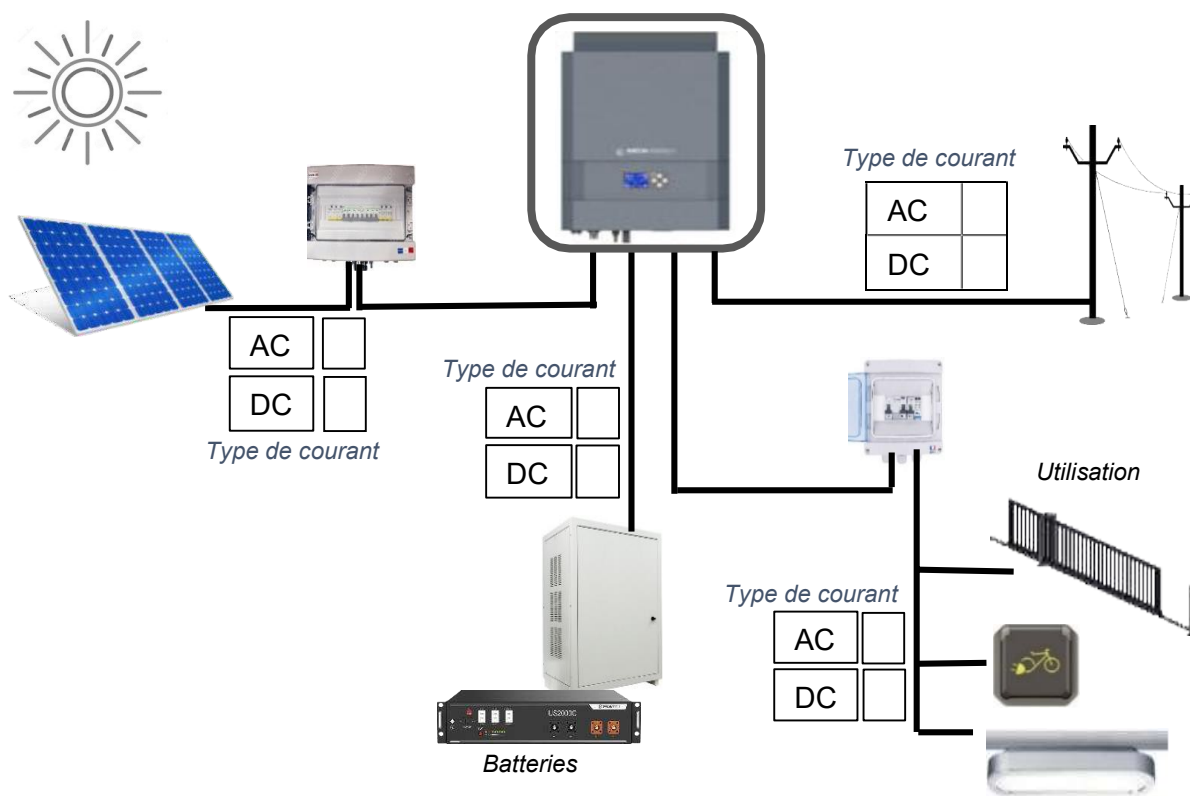 Type de courant
AC
DC
AC
DC
Type de courant
Type de courant
AC
DC
Utilisation
Type de courant
AC
DC
US2000C
Batteries